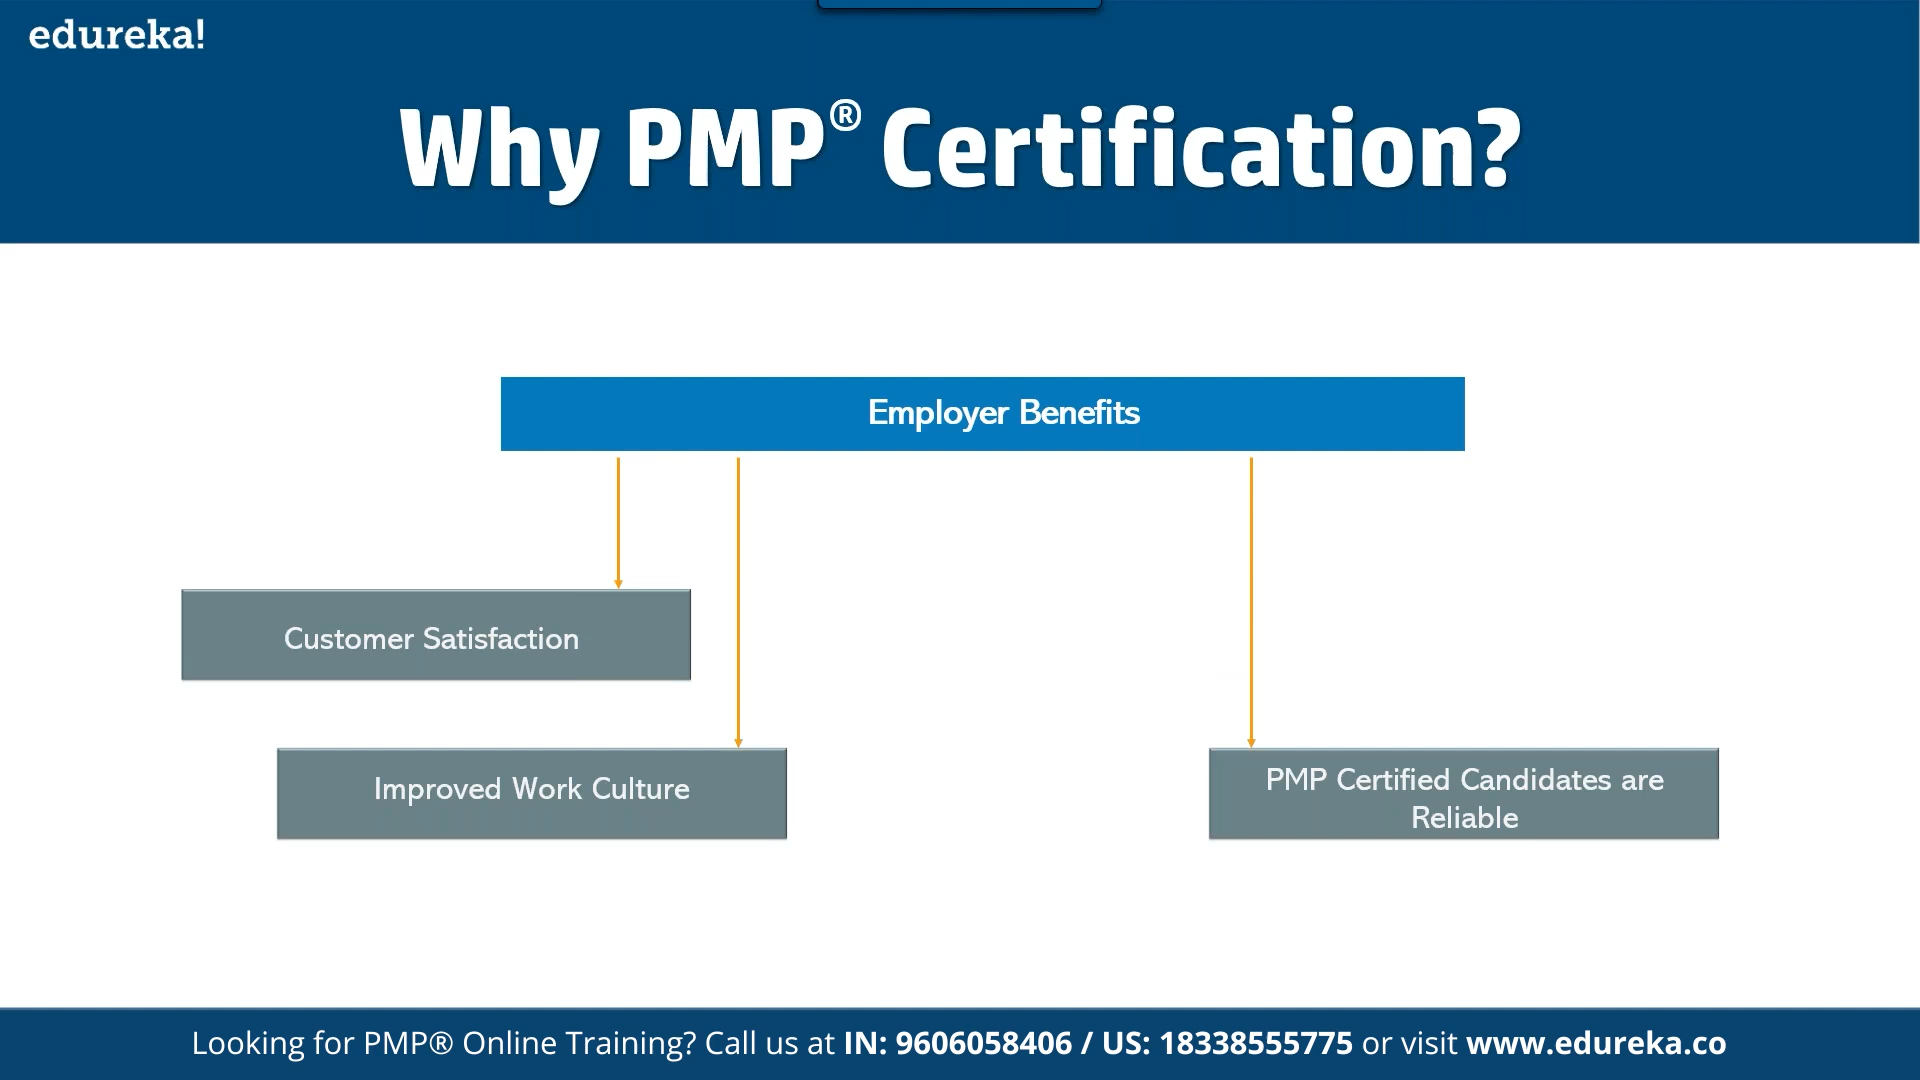 edureka!
Why PMP® Certification?
Employer Benefits
Customer Satisfaction
Improved Work Culture
PMP Certified Candidates are
Reliable
Looking for PMP® Online Training? Call us at IN: 9606058406 / US: 18338555775 or visit www.edureka.co